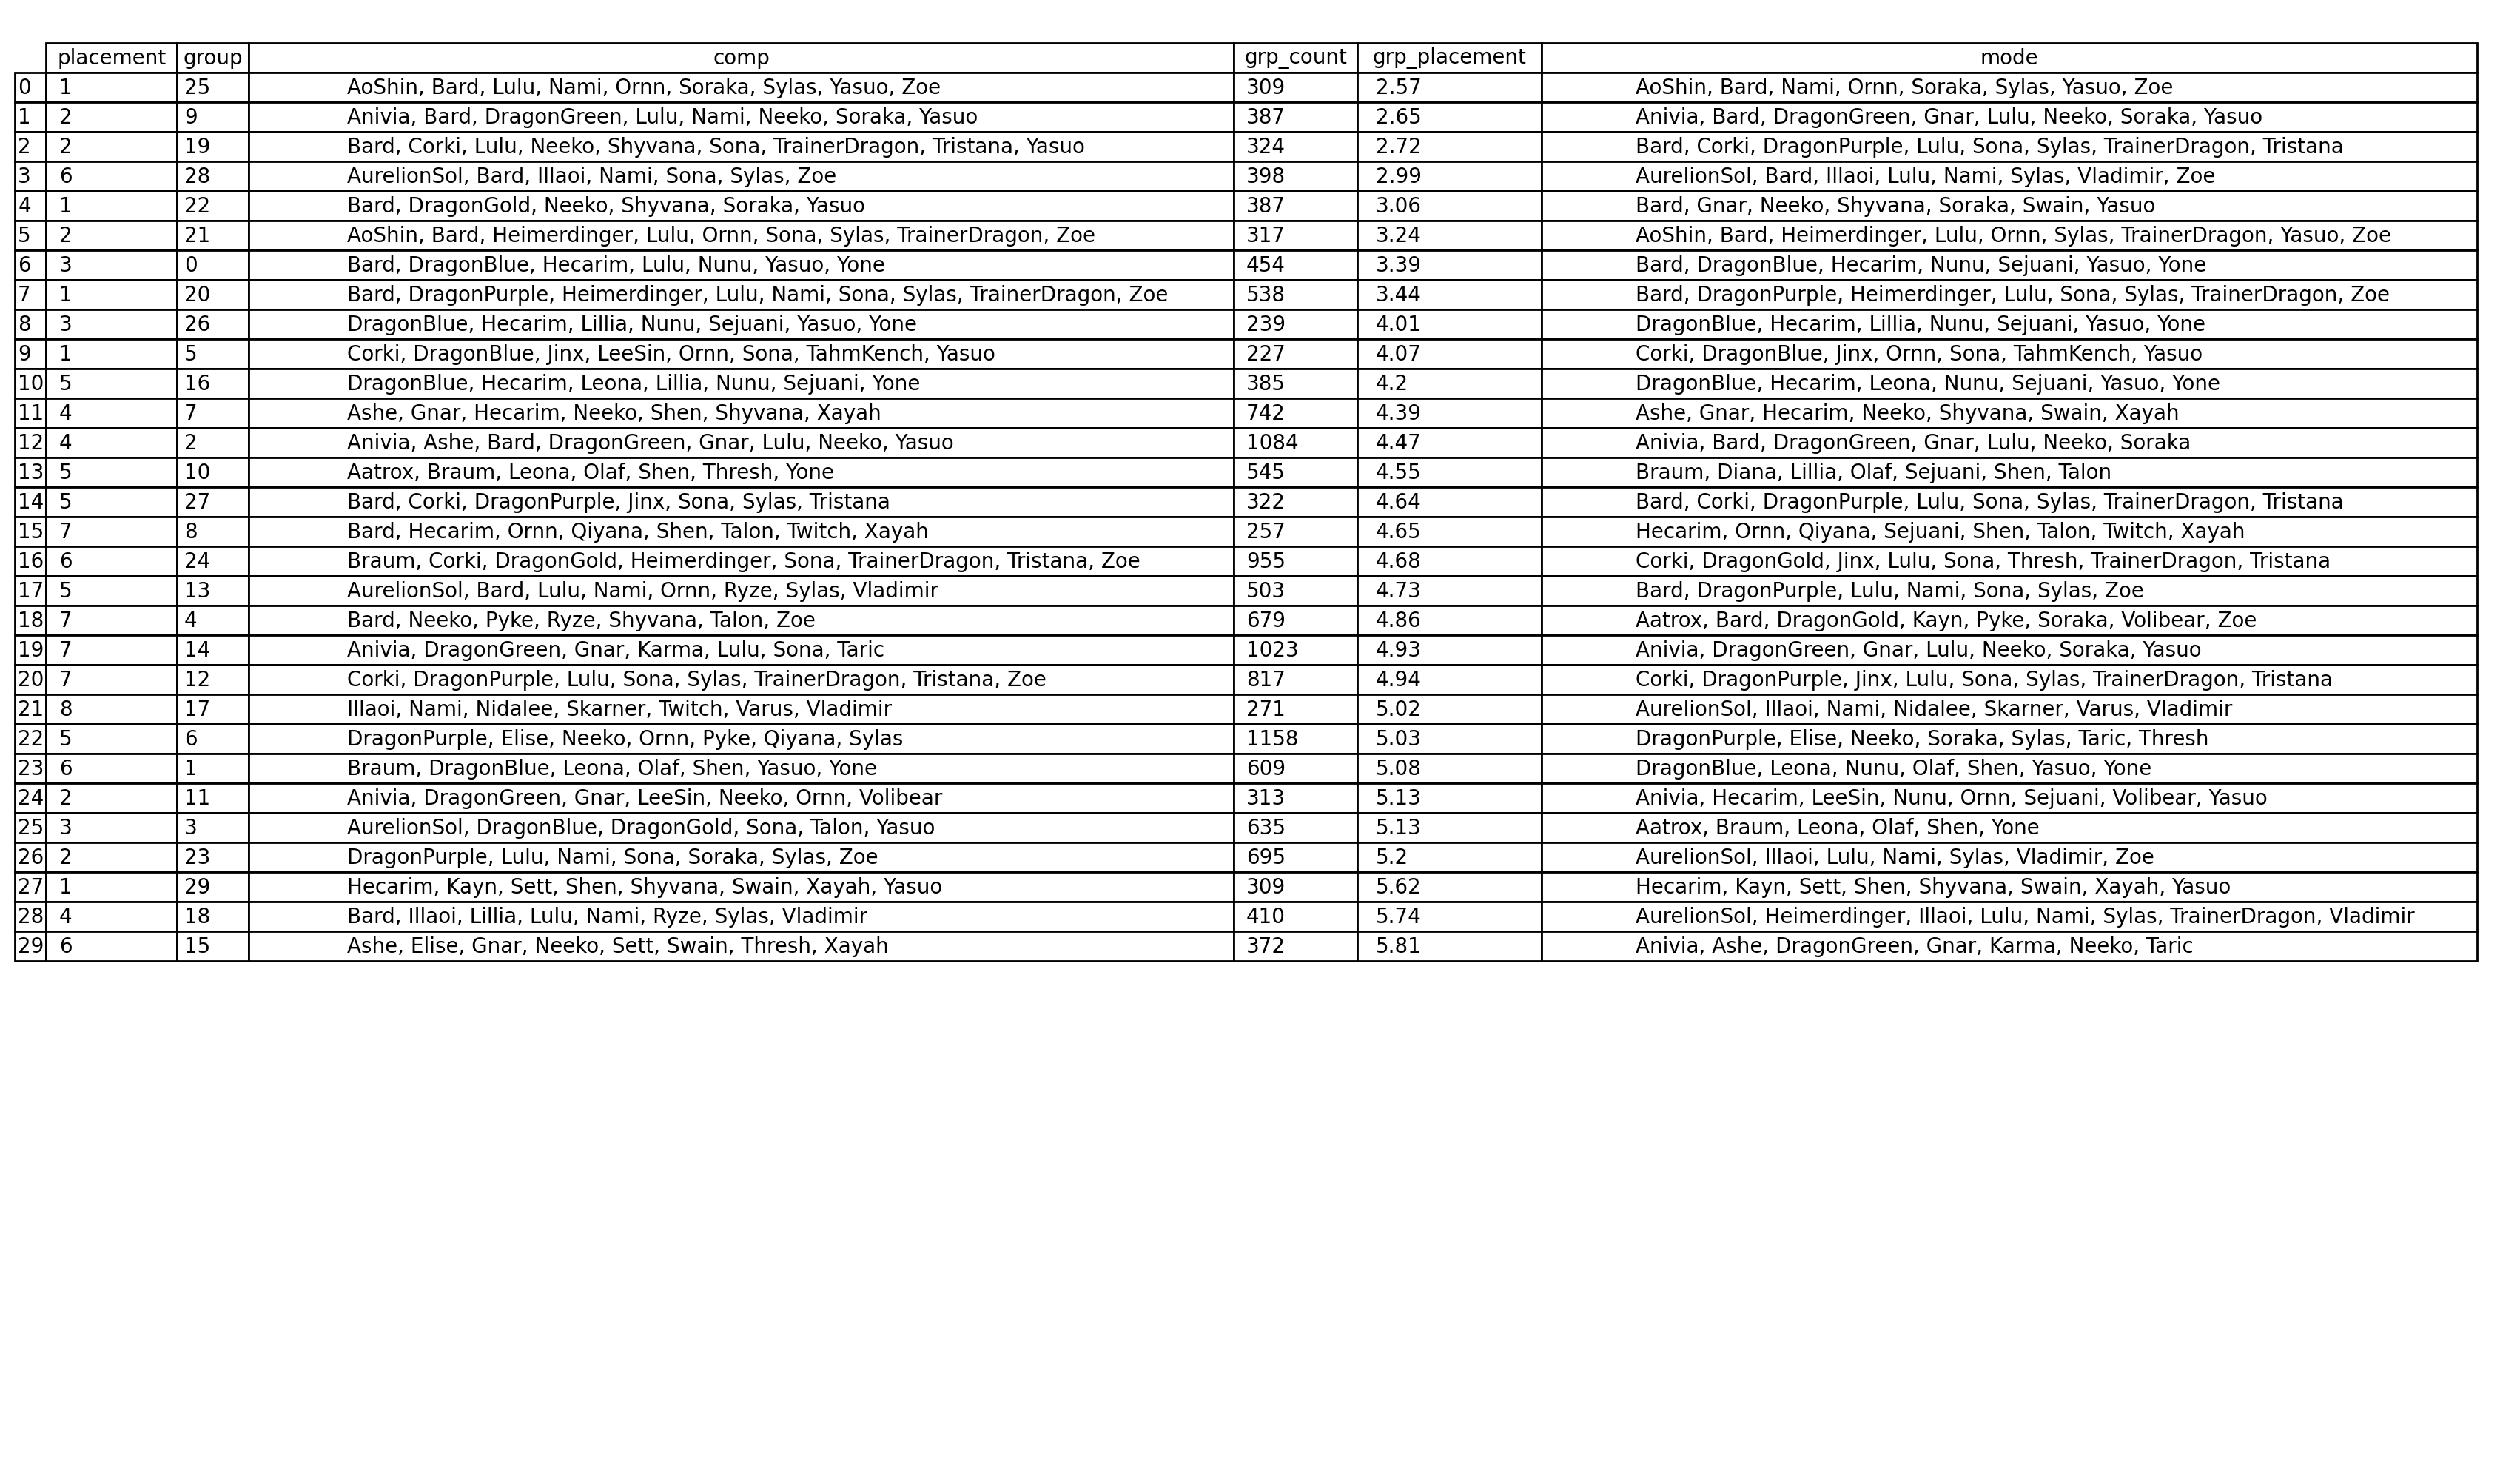 placement group comp grp_count grp_placement mode
0 1 25 AoShin, Bard, Lulu, Nami, Ornn, Soraka, Sylas, Yasuo, Zoe 309 2.57 AoShin, Bard, Nami, Ornn, Soraka, Sylas, Yasuo, Zoe
1 2 9 Anivia, Bard, DragonGreen, Lulu, Nami, Neeko, Soraka, Yasuo 387 2.65 Anivia, Bard, DragonGreen, Gnar, Lulu, Neeko, Soraka, Yasuo
2 2 19 Bard, Corki, Lulu, Neeko, Shyvana, Sona, TrainerDragon, Tristana, Yasuo 324 2.72 Bard, Corki, DragonPurple, Lulu, Sona, Sylas, TrainerDragon, Tristana
3 6 28 AurelionSol, Bard, Illaoi, Nami, Sona, Sylas, Zoe 398 2.99 AurelionSol, Bard, Illaoi, Lulu, Nami, Sylas, Vladimir, Zoe
4 1 22 Bard, DragonGold, Neeko, Shyvana, Soraka, Yasuo 387 3.06 Bard, Gnar, Neeko, Shyvana, Soraka, Swain, Yasuo
5 2 21 AoShin, Bard, Heimerdinger, Lulu, Ornn, Sona, Sylas, TrainerDragon, Zoe 317 3.24 AoShin, Bard, Heimerdinger, Lulu, Ornn, Sylas, TrainerDragon, Yasuo, Zoe
6 3 0 Bard, DragonBlue, Hecarim, Lulu, Nunu, Yasuo, Yone 454 3.39 Bard, DragonBlue, Hecarim, Nunu, Sejuani, Yasuo, Yone
7 1 20 Bard, DragonPurple, Heimerdinger, Lulu, Nami, Sona, Sylas, TrainerDragon, Zoe 538 3.44 Bard, DragonPurple, Heimerdinger, Lulu, Sona, Sylas, TrainerDragon, Zoe
8 3 26 DragonBlue, Hecarim, Lillia, Nunu, Sejuani, Yasuo, Yone 239 4.01 DragonBlue, Hecarim, Lillia, Nunu, Sejuani, Yasuo, Yone
9 1 5 Corki, DragonBlue, Jinx, LeeSin, Ornn, Sona, TahmKench, Yasuo 227 4.07 Corki, DragonBlue, Jinx, Ornn, Sona, TahmKench, Yasuo
10 5 16 DragonBlue, Hecarim, Leona, Lillia, Nunu, Sejuani, Yone 385 4.2 DragonBlue, Hecarim, Leona, Nunu, Sejuani, Yasuo, Yone
11 4 7 Ashe, Gnar, Hecarim, Neeko, Shen, Shyvana, Xayah 742 4.39 Ashe, Gnar, Hecarim, Neeko, Shyvana, Swain, Xayah
12 4 2 Anivia, Ashe, Bard, DragonGreen, Gnar, Lulu, Neeko, Yasuo 1084 4.47 Anivia, Bard, DragonGreen, Gnar, Lulu, Neeko, Soraka
13 5 10 Aatrox, Braum, Leona, Olaf, Shen, Thresh, Yone 545 4.55 Braum, Diana, Lillia, Olaf, Sejuani, Shen, Talon
14 5 27 Bard, Corki, DragonPurple, Jinx, Sona, Sylas, Tristana 322 4.64 Bard, Corki, DragonPurple, Lulu, Sona, Sylas, TrainerDragon, Tristana
15 7 8 Bard, Hecarim, Ornn, Qiyana, Shen, Talon, Twitch, Xayah 257 4.65 Hecarim, Ornn, Qiyana, Sejuani, Shen, Talon, Twitch, Xayah
16 6 24 Braum, Corki, DragonGold, Heimerdinger, Sona, TrainerDragon, Tristana, Zoe 955 4.68 Corki, DragonGold, Jinx, Lulu, Sona, Thresh, TrainerDragon, Tristana
17 5 13 AurelionSol, Bard, Lulu, Nami, Ornn, Ryze, Sylas, Vladimir 503 4.73 Bard, DragonPurple, Lulu, Nami, Sona, Sylas, Zoe
18 7 4 Bard, Neeko, Pyke, Ryze, Shyvana, Talon, Zoe 679 4.86 Aatrox, Bard, DragonGold, Kayn, Pyke, Soraka, Volibear, Zoe
19 7 14 Anivia, DragonGreen, Gnar, Karma, Lulu, Sona, Taric 1023 4.93 Anivia, DragonGreen, Gnar, Lulu, Neeko, Soraka, Yasuo
20 7 12 Corki, DragonPurple, Lulu, Sona, Sylas, TrainerDragon, Tristana, Zoe 817 4.94 Corki, DragonPurple, Jinx, Lulu, Sona, Sylas, TrainerDragon, Tristana
21 8 17 Illaoi, Nami, Nidalee, Skarner, Twitch, Varus, Vladimir 271 5.02 AurelionSol, Illaoi, Nami, Nidalee, Skarner, Varus, Vladimir
22 5 6 DragonPurple, Elise, Neeko, Ornn, Pyke, Qiyana, Sylas 1158 5.03 DragonPurple, Elise, Neeko, Soraka, Sylas, Taric, Thresh
23 6 1 Braum, DragonBlue, Leona, Olaf, Shen, Yasuo, Yone 609 5.08 DragonBlue, Leona, Nunu, Olaf, Shen, Yasuo, Yone
24 2 11 Anivia, DragonGreen, Gnar, LeeSin, Neeko, Ornn, Volibear 313 5.13 Anivia, Hecarim, LeeSin, Nunu, Ornn, Sejuani, Volibear, Yasuo
25 3 3 AurelionSol, DragonBlue, DragonGold, Sona, Talon, Yasuo 635 5.13 Aatrox, Braum, Leona, Olaf, Shen, Yone
26 2 23 DragonPurple, Lulu, Nami, Sona, Soraka, Sylas, Zoe 695 5.2 AurelionSol, Illaoi, Lulu, Nami, Sylas, Vladimir, Zoe
27 1 29 Hecarim, Kayn, Sett, Shen, Shyvana, Swain, Xayah, Yasuo 309 5.62 Hecarim, Kayn, Sett, Shen, Shyvana, Swain, Xayah, Yasuo
28 4 18 Bard, Illaoi, Lillia, Lulu, Nami, Ryze, Sylas, Vladimir 410 5.74 AurelionSol, Heimerdinger, Illaoi, Lulu, Nami, Sylas, TrainerDragon, Vladimir
29 6 15 Ashe, Elise, Gnar, Neeko, Sett, Swain, Thresh, Xayah 372 5.81 Anivia, Ashe, DragonGreen, Gnar, Karma, Neeko, Taric